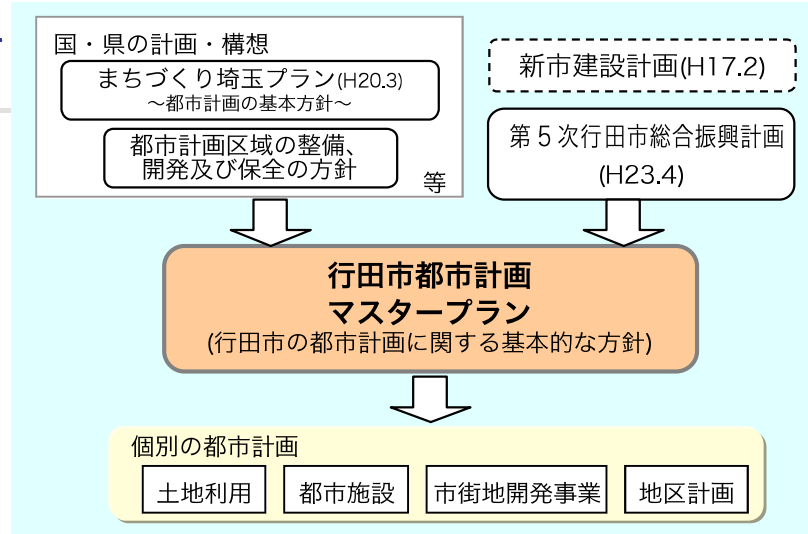 国・県の計画・構想
まちづくり埼玉プラン(H20.3)
～都市計画の基本方針～
都市計画区域の整備、
開発及び保全の方針
等
新市建設計画(H17.2)
第５次行田市総合振興計画
(H23.4)
行田市都市計画
マスタープラン
(行田市の都市計画に関する基本的な方針)
個別の都市計画
土地利用
都市施設
市街地開発事業
地区計画